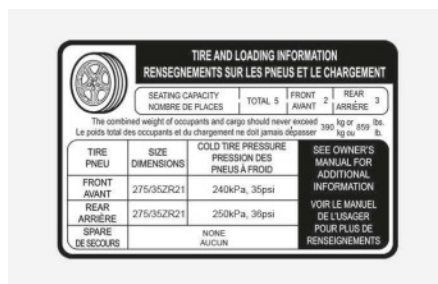 TIRE AND LOADING INFORMATION
RENSEIGNEMENTS SUR LES PNEUS ET LE CHARGEMENT
SEATING CAPACITY
NOMBRE DE PLACES
TOTAL 5
FRONT
AVANT
2
REAR
ARRIÈRE
3
The combined weight of occupants and cargo should never exceed 390 kg or 859 lbs.
Le poids total des occupants et du chargement ne doit jamais dépasser kg ou lb.
TIRE
PNEU
SIZE
DIMENSIONS
COLD TIRE PRESSURE
PRESSION DES
PNEUS À FROID
FRONT
AVANT
275/35ZR21
240kPa, 35psi
REAR
ARRIÈRE
275/35ZR21
250kPa, 36psi
SPARE
DE SECOURS
NONE
AUCUN
SEE OWNER'S
MANUAL FOR
ADDITIONAL
INFORMATION
VOIR LE MANUEL
DE L'USAGER
POUR PLUS DE
RENSEIGNEMENTS